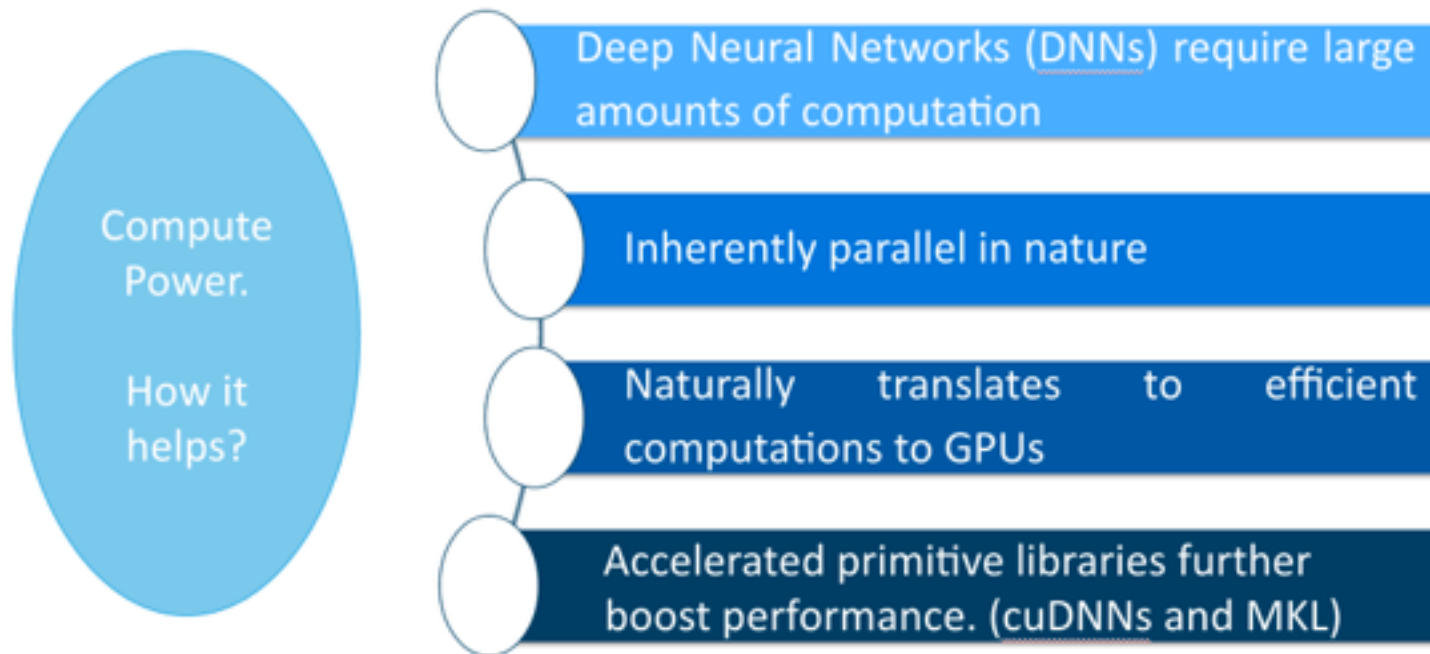 Compute
Power.
How it
helps?
Deep Neural Networks (DNNs) require large
amounts of computation
Inherently parallel in nature
Naturally translates to efficient
computations to GPUs
Accelerated primitive libraries further
boost performance. (cuDNNs and MKL)